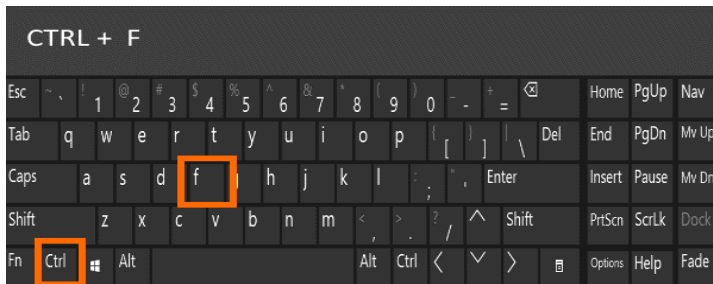 CTRL + F
Esc ~ ` ! 1 @ 2 # 3 $ 4 % 5 ^ 6 & 7 * 8 ( 9 ) 0 _ - + = Home PgUp Nav
Tab q w e r t y u i o p { [ } ] | \ Del End PgDn Mv Up
Caps a s d f g h j k l : ; " ' Enter Insert Pause Mv Dn
Shift z x c v b n m < , > . ? / Shift PrtScn ScrLk Dock
Fn Ctrl Alt Alt Ctrl Options Help Fade